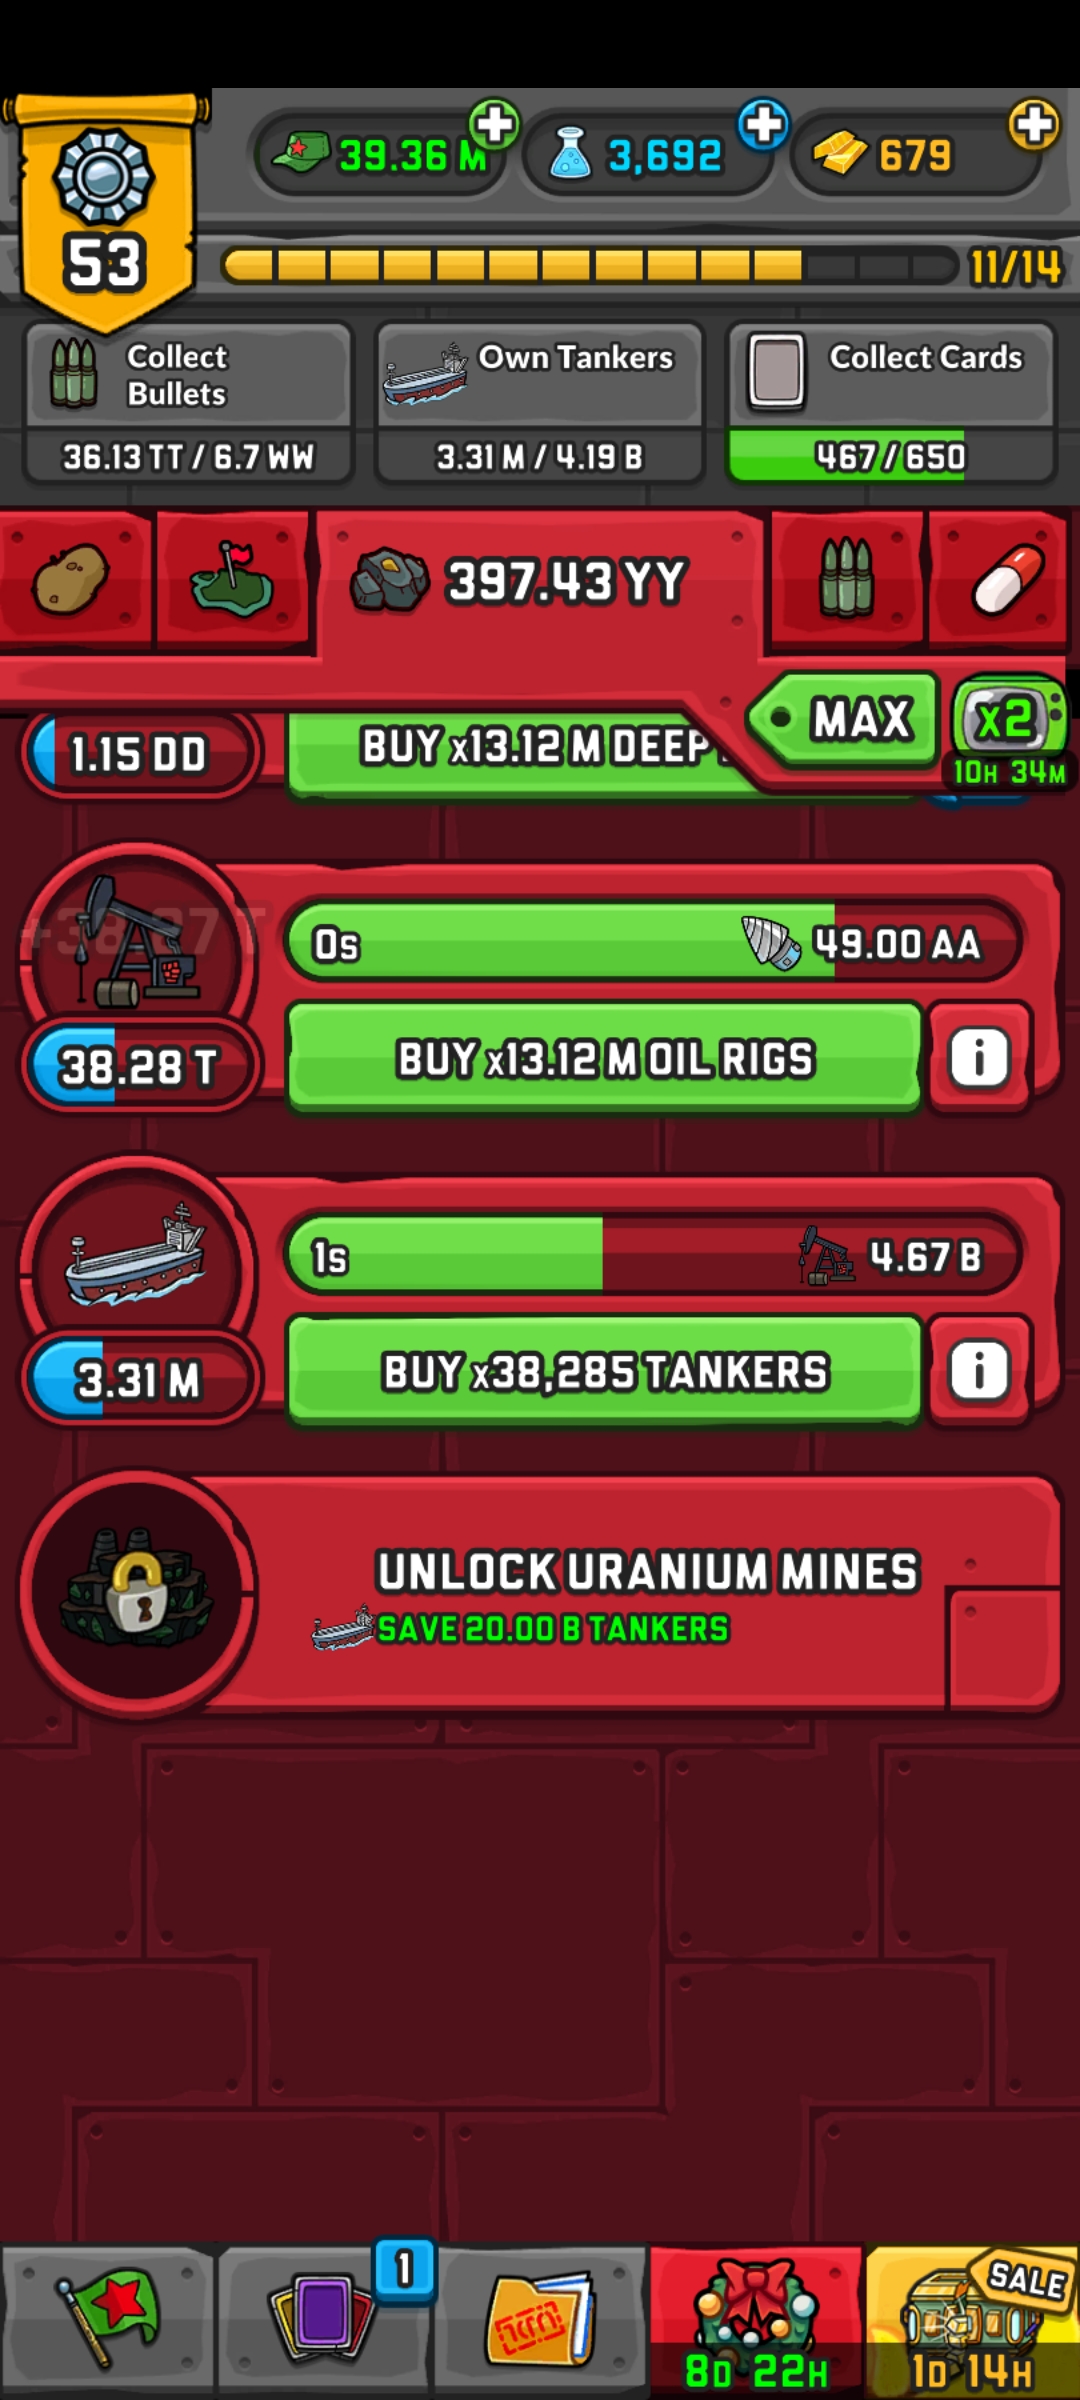 39.36 M
3,692
679
53
11/14
Collect
Bullets
Own Tankers
Collect Cards
36.13 TT / 6.7 WW
3.31 M / 4.19 B
467 / 650
397.43 YY
MAX
x2
10H 34M
1.15 DD
BUY x13.12 M DEEP
+38.27 T
0s
49.00 AA
38.28 T
BUY x13.12 M OIL RIGS
i
1s
4.67 B
3.31 M
BUY x38,285 TANKERS
i
UNLOCK URANIUM MINES
SAVE 20.00 B TANKERS
1
SALE
8D 22H
1D 14H